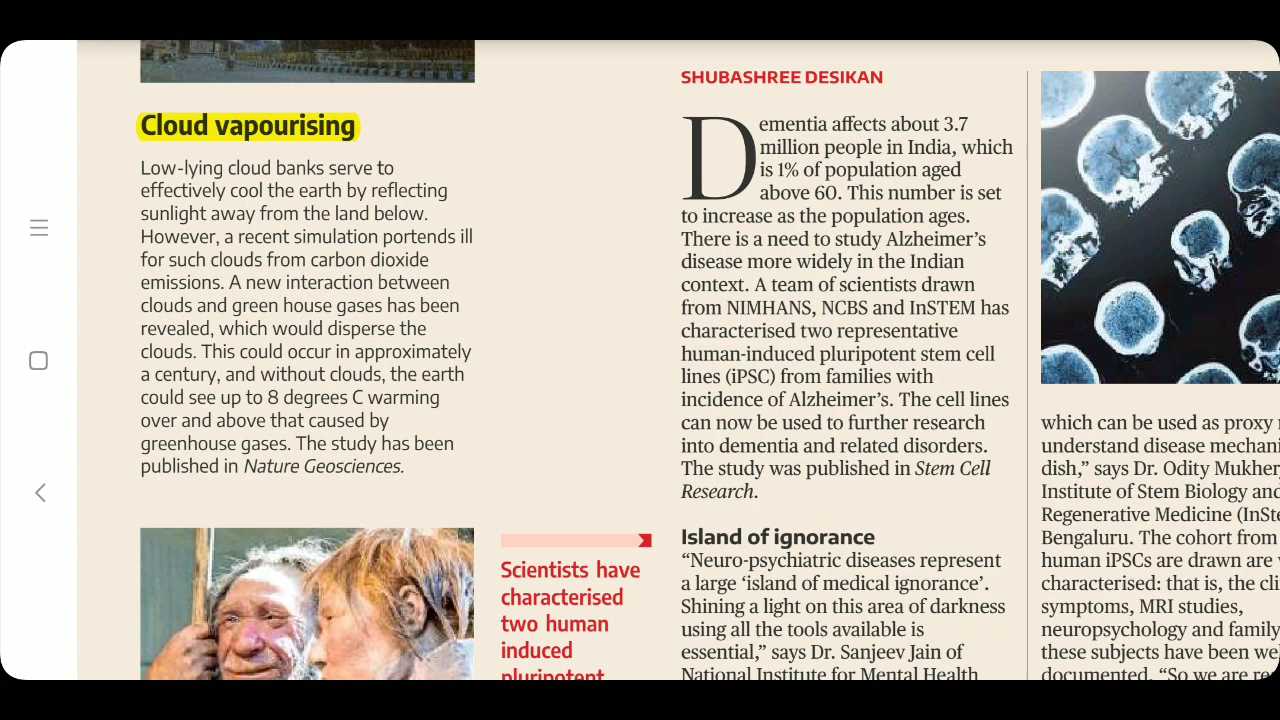 Cloud vapourising
Low-lying cloud banks serve to
effectively cool the earth by reflecting
sunlight away from the land below.
However, a recent simulation portends ill
for such clouds from carbon dioxide
emissions. A new interaction between
clouds and green house gases has been
revealed, which would disperse the
clouds. This could occur in approximately
a century, and without clouds, the earth
could see up to 8 degrees C warming
over and above that caused by
greenhouse gases. The study has been
published in Nature Geosciences.
Scientists have
characterised
two human
induced
pluripotent
SHUBASHREE DESIKAN
Dementia affects about 3.7
million people in India, which
is 1% of population aged
above 60. This number is set
to increase as the population ages.
There is a need to study Alzheimer's
disease more widely in the Indian
context. A team of scientists drawn
from NIMHANS, NCBS and InSTEM has
characterised two representative
human-induced pluripotent stem cell
lines (iPSC) from families with
incidence of Alzheimer's. The cell lines
can now be used to further research
into dementia and related disorders.
The study was published in Stem Cell
Research.
Island of ignorance
“Neuro-psychiatric diseases represent
a large ‘island of medical ignorance’.
Shining a light on this area of darkness
using all the tools available is
essential,” says Dr. Sanjeev Jain of
National Institute for Mental Health
which can be used as proxy
understand disease mechani
dish,” says Dr. Odity Mukher
Institute of Stem Biology and
Regenerative Medicine (InSte
Bengaluru. The cohort from
human iPSCs are drawn are
characterised: that is, the cli
symptoms, MRI studies,
neuropsychology and family
these subjects have been wel
documented. “So we are re